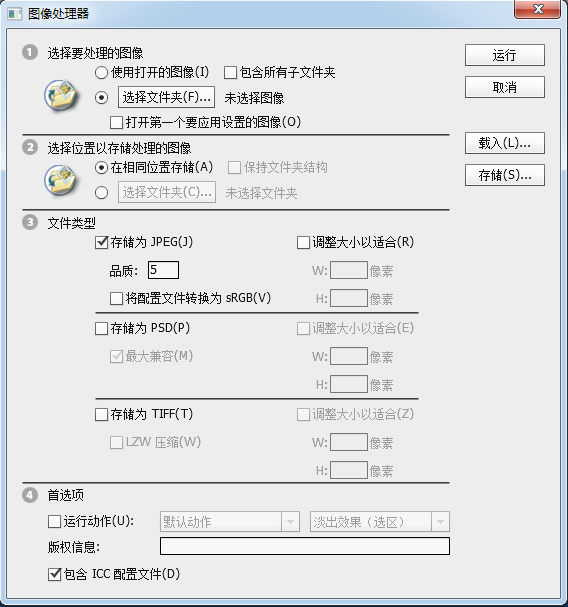 图像处理器
1 选择要处理的图像
使用打开的图像(I) 包含所有子文件夹
选择文件夹(F)... 未选择图像
打开第一个要应用设置的图像(O)
运行
取消
2 选择位置以存储处理的图像
在相同位置存储(A) 保持文件夹结构
选择文件夹(C)... 未选择文件夹
载入(L)...
存储(S)...
3 文件类型
存储为 JPEG(J) 调整大小以适合(R)
品质: 5 W: 像素
将配置文件转换为 sRGB(V) H: 像素
存储为 PSD(P) 调整大小以适合(E)
最大兼容(M) W: 像素
H: 像素
存储为 TIFF(T) 调整大小以适合(Z)
LZW 压缩(W) W: 像素
H: 像素
4 首选项
运行动作(U): 默认动作 淡出效果（选区）
版权信息:
包含 ICC 配置文件(D)